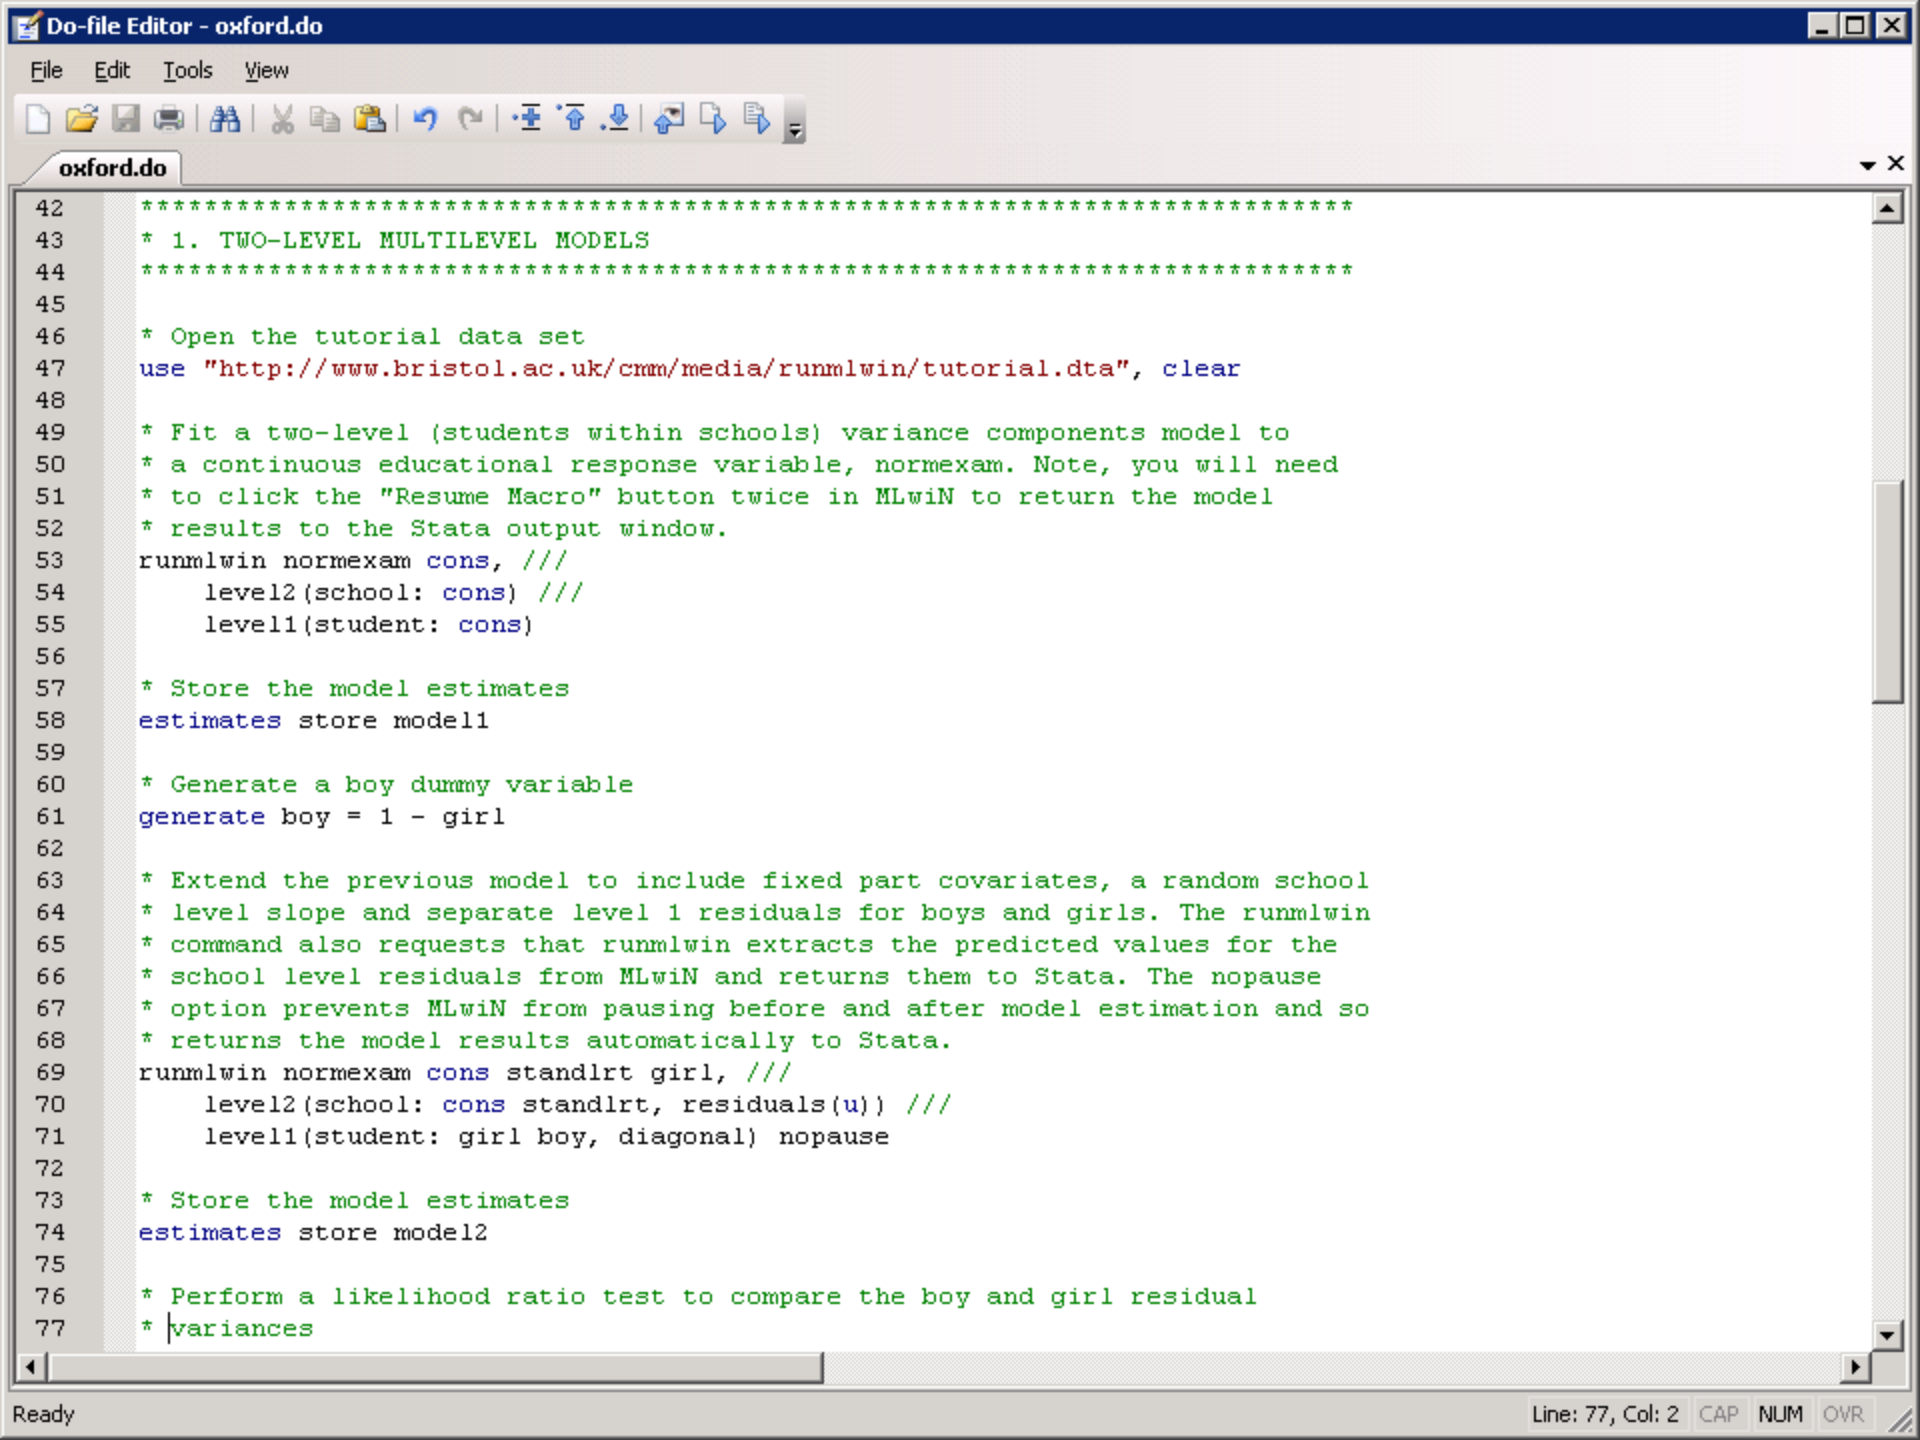 Do-file Editor - oxford.do
File Edit Tools View
oxford.do
42 ****************************************************************************
43 * 1. TWO-LEVEL MULTILEVEL MODELS
44 ****************************************************************************
45
46 * Open the tutorial data set
47 use "http://www.bristol.ac.uk/cmm/media/runmlwin/tutorial.dta", clear
48
49 * Fit a two-level (students within schools) variance components model to
50 * a continuous educational response variable, normexam. Note, you will need
51 * to click the "Resume Macro" button twice in MLwiN to return the model
52 * results to the Stata output window.
53 runmlwin normexam cons, ///
54 level2(school: cons) ///
55 level1(student: cons)
56
57 * Store the model estimates
58 estimates store model1
59
60 * Generate a boy dummy variable
61 generate boy = 1 - girl
62
63 * Extend the previous model to include fixed part covariates, a random school
64 * level slope and separate level 1 residuals for boys and girls. The runmlwin
65 * command also requests that runmlwin extracts the predicted values for the
66 * school level residuals from MLwiN and returns them to Stata. The nopause
67 * option prevents MLwiN from pausing before and after model estimation and so
68 * returns the model results automatically to Stata.
69 runmlwin normexam cons standlrt girl, ///
70 level2(school: cons standlrt, residuals(u)) ///
71 level1(student: girl boy, diagonal) nopause
72
73 * Store the model estimates
74 estimates store model2
75
76 * Perform a likelihood ratio test to compare the boy and girl residual
77 * variances
Ready Line: 77, Col: 2 CAP NUM OVR